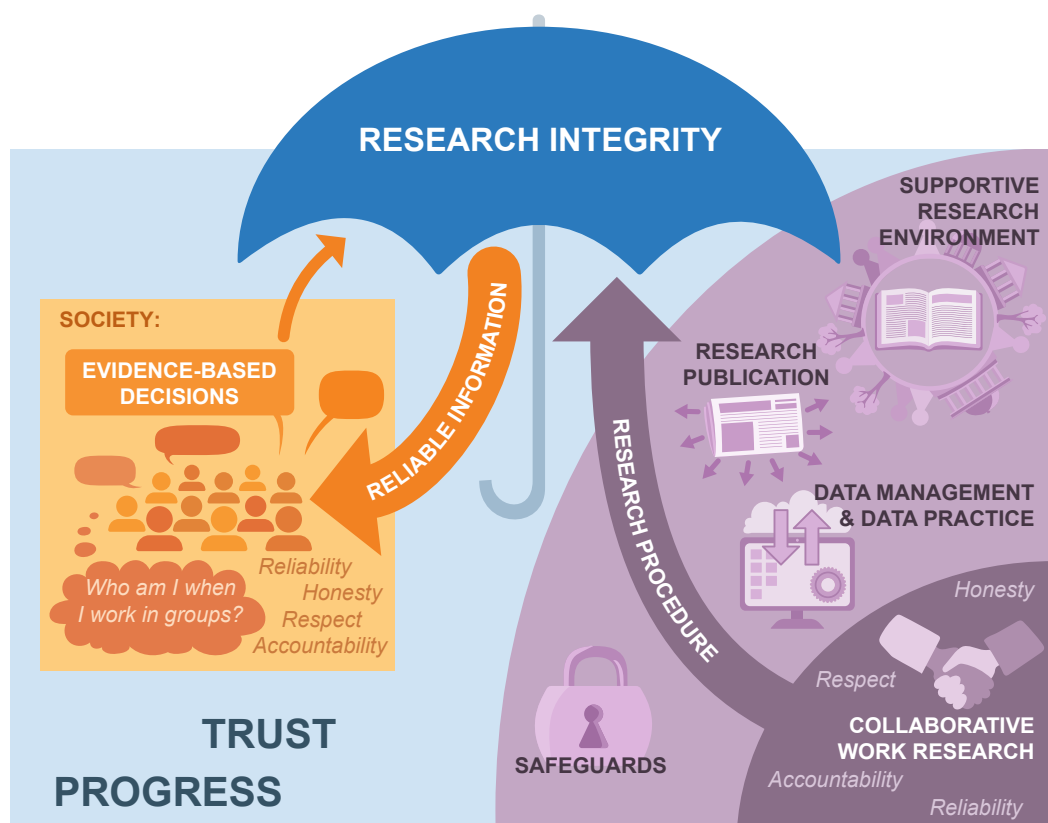 RESEARCH INTEGRITY
SOCIETY:
EVIDENCE-BASED
DECISIONS
RELIABLE INFORMATION
Who am I when
I work in groups?
Reliability
Honesty
Respect
Accountability
TRUST
PROGRESS
RESEARCH PROCEDURE
SUPPORTIVE
RESEARCH
ENVIRONMENT
RESEARCH
PUBLICATION
DATA MANAGEMENT
& DATA PRACTICE
SAFEGUARDS
Honesty
Respect
COLLABORATIVE
WORK RESEARCH
Accountability
Reliability